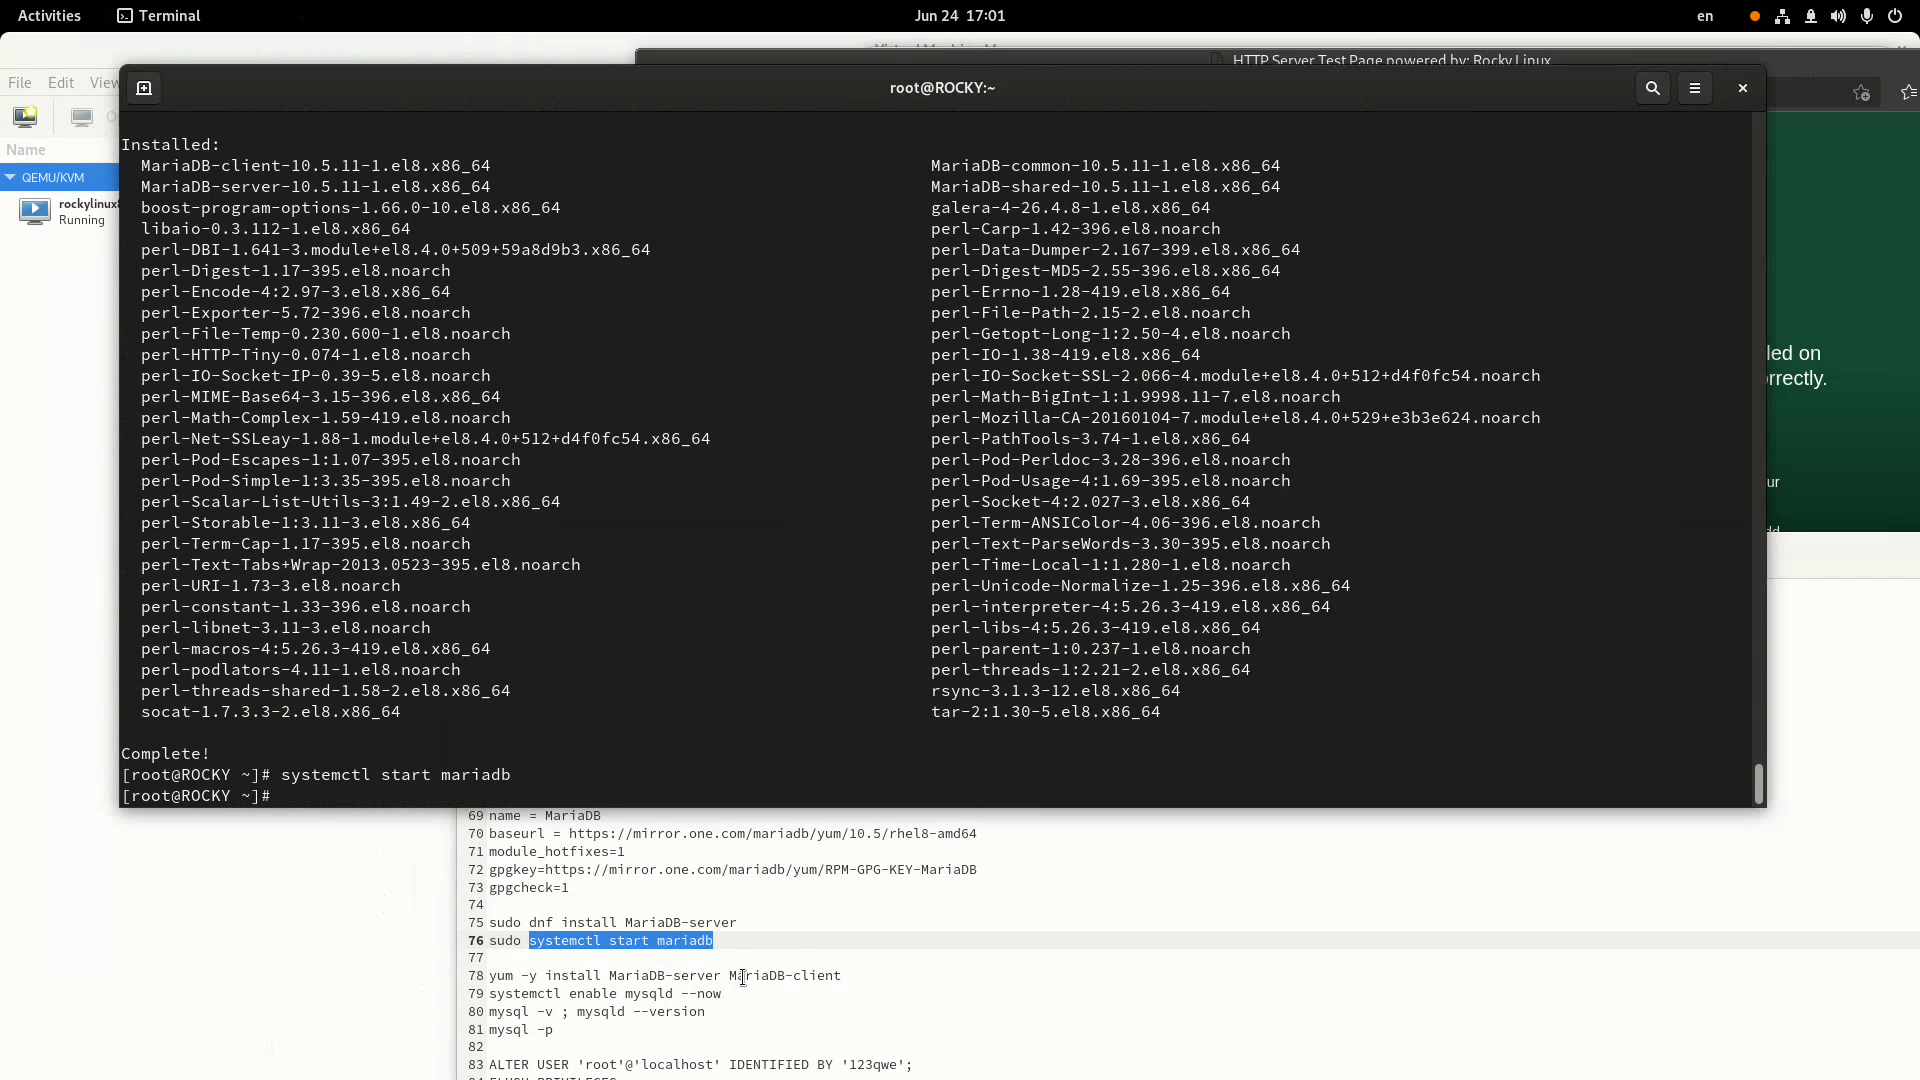 Activities
Terminal
Jun 24 17:01
en
HTTP Server Test Page powered by: Rocky Linux
File Edit View
root@ROCKY:~
Name
QEMU/KVM
Running
Installed:
MariaDB-client-10.5.11-1.el8.x86_64 MariaDB-common-10.5.11-1.el8.x86_64
MariaDB-server-10.5.11-1.el8.x86_64 MariaDB-shared-10.5.11-1.el8.x86_64
boost-program-options-1.66.0-10.el8.x86_64 galera-4-26.4.8-1.el8.x86_64
libaio-0.3.112-1.el8.x86_64 perl-Carp-1.42-396.el8.noarch
perl-DBI-1.641-3.module+el8.4.0+509+59a8d9b3.x86_64 perl-Data-Dumper-2.167-399.el8.x86_64
perl-Digest-1.17-395.el8.noarch perl-Digest-MD5-2.55-396.el8.x86_64
perl-Encode-4:2.97-3.el8.x86_64 perl-Errno-1.28-419.el8.x86_64
perl-Exporter-5.72-396.el8.noarch perl-File-Path-2.15-2.el8.noarch
perl-File-Temp-0.230.600-1.el8.noarch perl-Getopt-Long-1:2.50-4.el8.noarch
perl-HTTP-Tiny-0.074-1.el8.noarch perl-IO-1.38-419.el8.x86_64
perl-IO-Socket-IP-0.39-5.el8.noarch perl-IO-Socket-SSL-2.066-4.module+el8.4.0+512+d4f0fc54.noarch
perl-MIME-Base64-3.15-396.el8.x86_64 perl-Math-BigInt-1:1.9998.11-7.el8.noarch
perl-Math-Complex-1.59-419.el8.noarch perl-Mozilla-CA-20160104-7.module+el8.4.0+529+e3b3e624.noarch
perl-Net-SSLeay-1.88-1.module+el8.4.0+512+d4f0fc54.x86_64 perl-PathTools-3.74-1.el8.x86_64
perl-Pod-Escapes-1:1.07-395.el8.noarch perl-Pod-Perldoc-3.28-396.el8.noarch
perl-Pod-Simple-1:3.35-395.el8.noarch perl-Pod-Usage-4:1.69-395.el8.noarch
perl-Scalar-List-Utils-3:1.49-2.el8.x86_64 perl-Socket-4:2.027-3.el8.x86_64
perl-Storable-1:3.11-3.el8.x86_64 perl-Term-ANSIColor-4.06-396.el8.noarch
perl-Term-Cap-1.17-395.el8.noarch perl-Text-ParseWords-3.30-395.el8.noarch
perl-Text-Tabs+Wrap-2013.0523-395.el8.noarch perl-Time-Local-1:1.280-1.el8.noarch
perl-URI-1.73-3.el8.noarch perl-Unicode-Normalize-1.25-396.el8.x86_64
perl-constant-1.33-396.el8.noarch perl-interpreter-4:5.26.3-419.el8.x86_64
perl-libnet-3.11-3.el8.noarch perl-libs-4:5.26.3-419.el8.x86_64
perl-macros-4:5.26.3-419.el8.x86_64 perl-parent-1:0.237-1.el8.noarch
perl-podlators-4.11-1.el8.noarch perl-threads-1:2.21-2.el8.x86_64
perl-threads-shared-1.58-2.el8.x86_64 rsync-3.1.3-12.el8.x86_64
socat-1.7.3.3-2.el8.x86_64 tar-2:1.30-5.el8.x86_64
Complete!
[root@ROCKY ~]# systemctl start mariadb
[root@ROCKY ~]#
69 name = MariaDB
70 baseurl = https://mirror.one.com/mariadb/yum/10.5/rhel8-amd64
71 module_hotfixes=1
72 gpgkey=https://mirror.one.com/mariadb/yum/RPM-GPG-KEY-MariaDB
73 gpgcheck=1
74
75 sudo dnf install MariaDB-server
76 sudo systemctl start mariadb
77
78 yum -y install MariaDB-server MariaDB-client
79 systemctl enable mysqld --now
80 mysql -v ; mysqld --version
81 mysql -p
82
83 ALTER USER 'root'@'localhost' IDENTIFIED BY '123qwe';